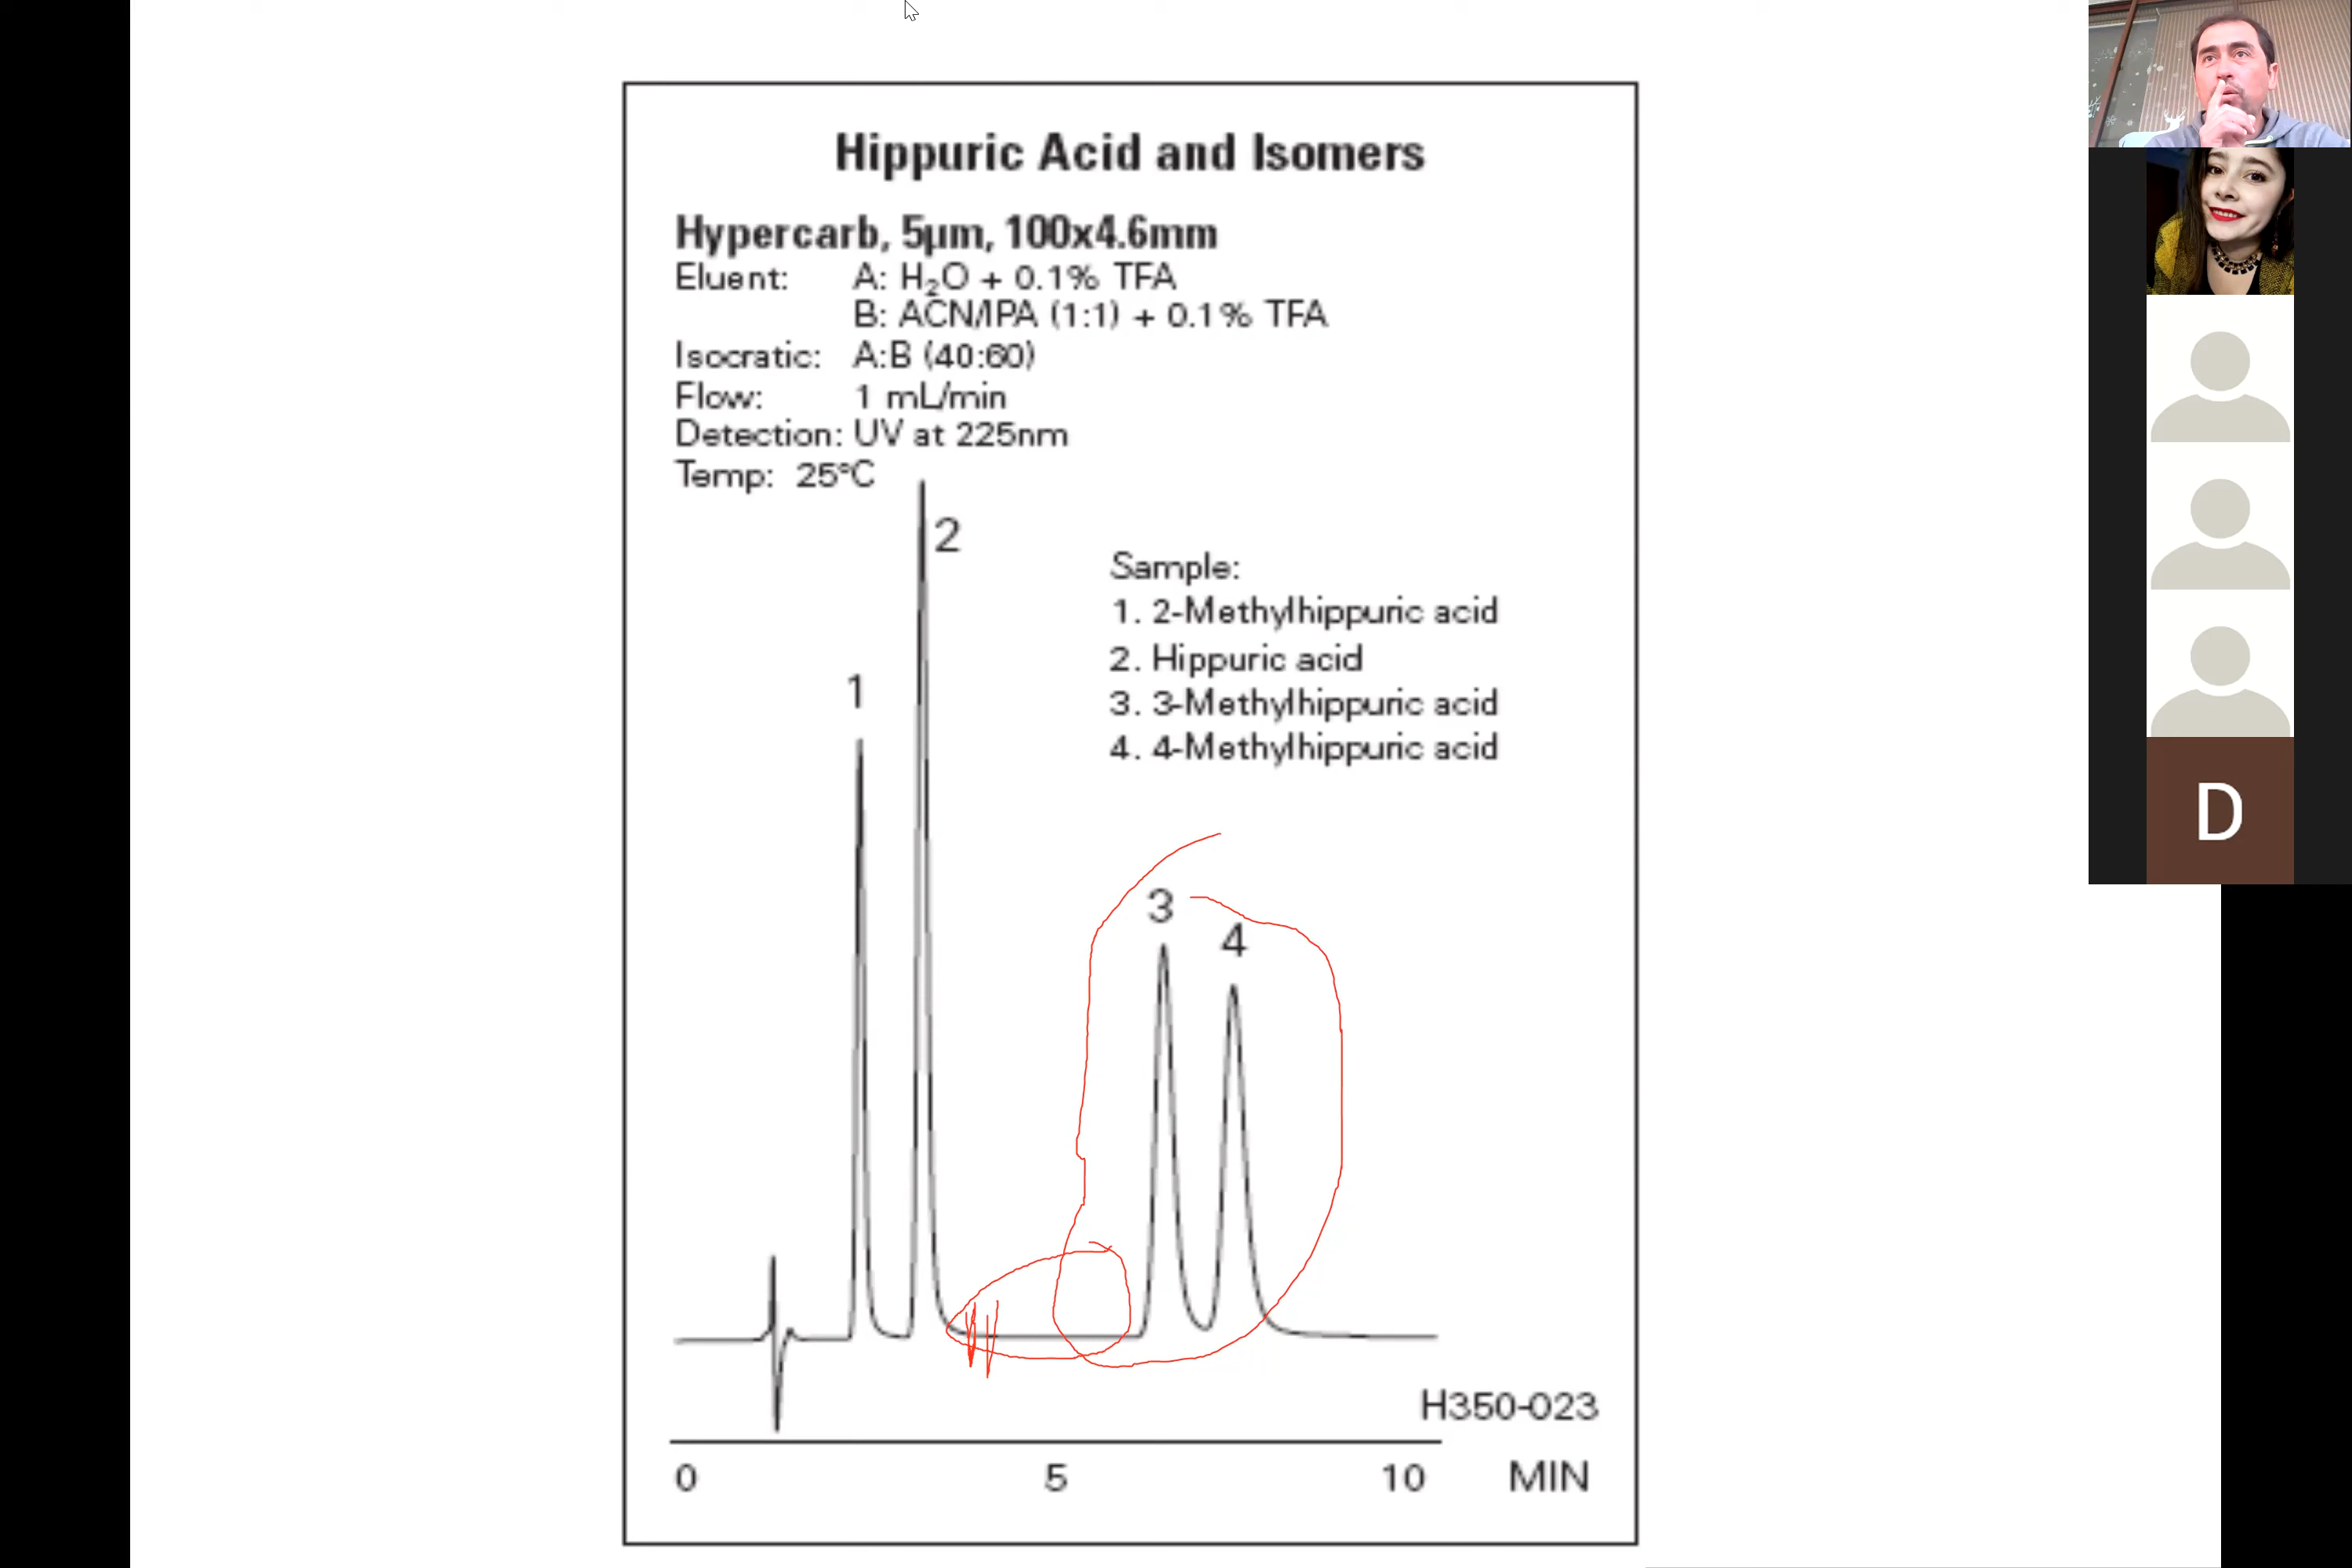 Hippuric Acid and Isomers
Hypercarb, 5µm, 100x4.6mm
Eluent: A: H₂O + 0.1% TFA
B: ACN/IPA (1:1) + 0.1% TFA
Isocratic: A:B (40:60)
Flow: 1 mL/min
Detection: UV at 225nm
Temp: 25°C
2
Sample:
1. 2-Methylhippuric acid
2. Hippuric acid
3. 3-Methylhippuric acid
4. 4-Methylhippuric acid
1
3
4
H350-023
0 5 10 MIN
D